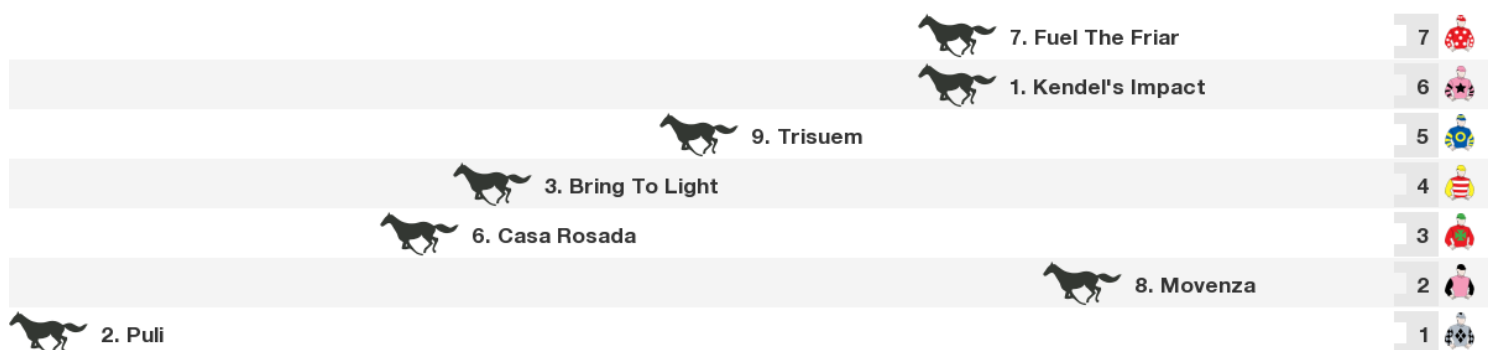 7. Fuel The Friar 7
1. Kendel's Impact 6
9. Trisuem 5
3. Bring To Light 4
6. Casa Rosada 3
8. Movenza 2
2. Puli 1